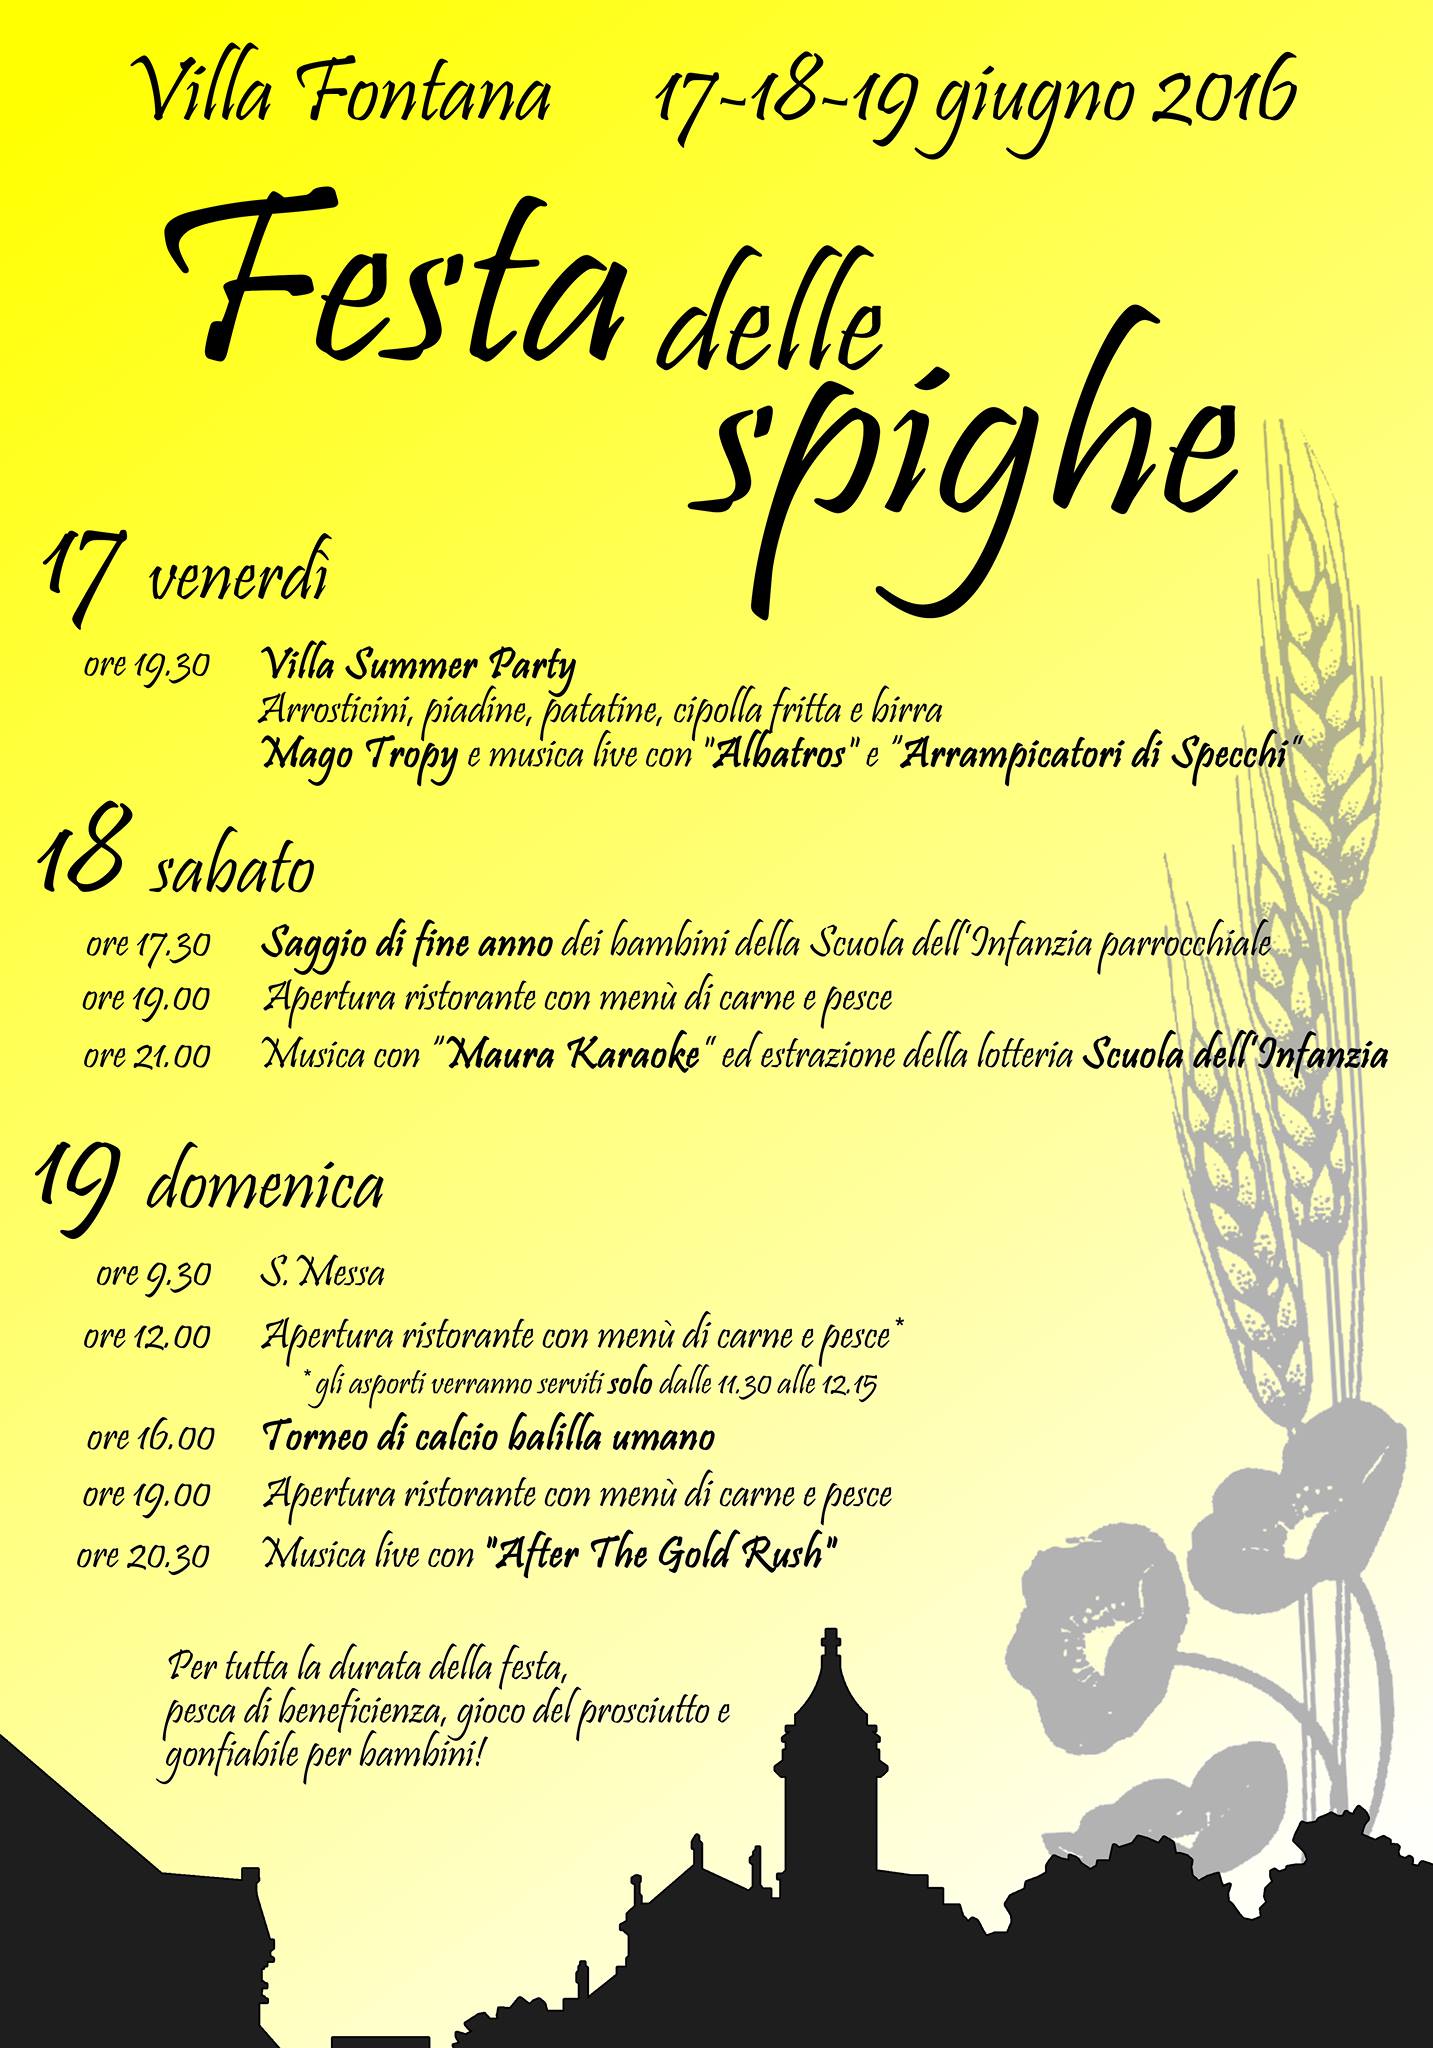 Villa Fontana 17-18-19 giugno 2016
Festa delle
spighe
17 venerdì
ore 19.30 Villa Summer Party
Arrosticini, piadine, patatine, cipolla fritta e birra
Mago Tropy e musica live con "Albatros" e "Arrampicatori di Specchi"
18 sabato
ore 17.30 Saggio di fine anno dei bambini della Scuola dell'Infanzia parrocchiale
ore 19.00 Apertura ristorante con menù di carne e pesce
ore 21.00 Musica con "Maura Karaoke" ed estrazione della lotteria Scuola dell'Infanzia
19 domenica
ore 9.30 S. Messa
ore 12.00 Apertura ristorante con menù di carne e pesce*
*gli asporti verranno serviti solo dalle 11.30 alle 12.15
ore 16.00 Torneo di calcio balilla umano
ore 19.00 Apertura ristorante con menù di carne e pesce
ore 20.30 Musica live con "After The Gold Rush"
Per tutta la durata della festa,
pesca di beneficienza, gioco del prosciutto e
gonfiabile per bambini!